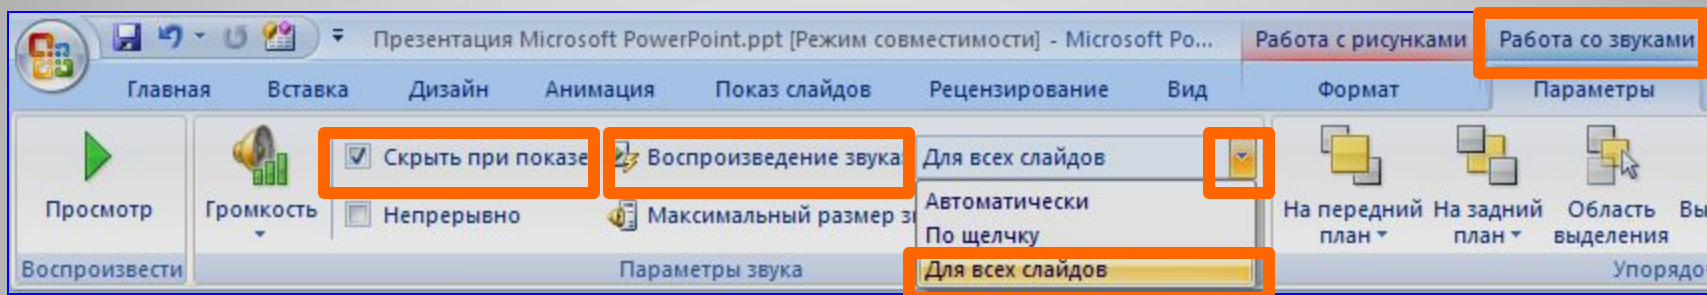 Презентация Microsoft PowerPoint.ppt [Режим совместимости] - Microsoft Po...
Работа с рисунками
Работа со звуками
Главная Вставка Дизайн Анимация Показ слайдов Рецензирование Вид Формат Параметры
Скрыть при показе
Воспроизведение звука
Для всех слайдов
Просмотр
Громкость
Непрерывно
Максимальный размер
Автоматически
По щелчку
Для всех слайдов
На передний
план
На задний
план
Область
выделения
Воспроизвести
Параметры звука